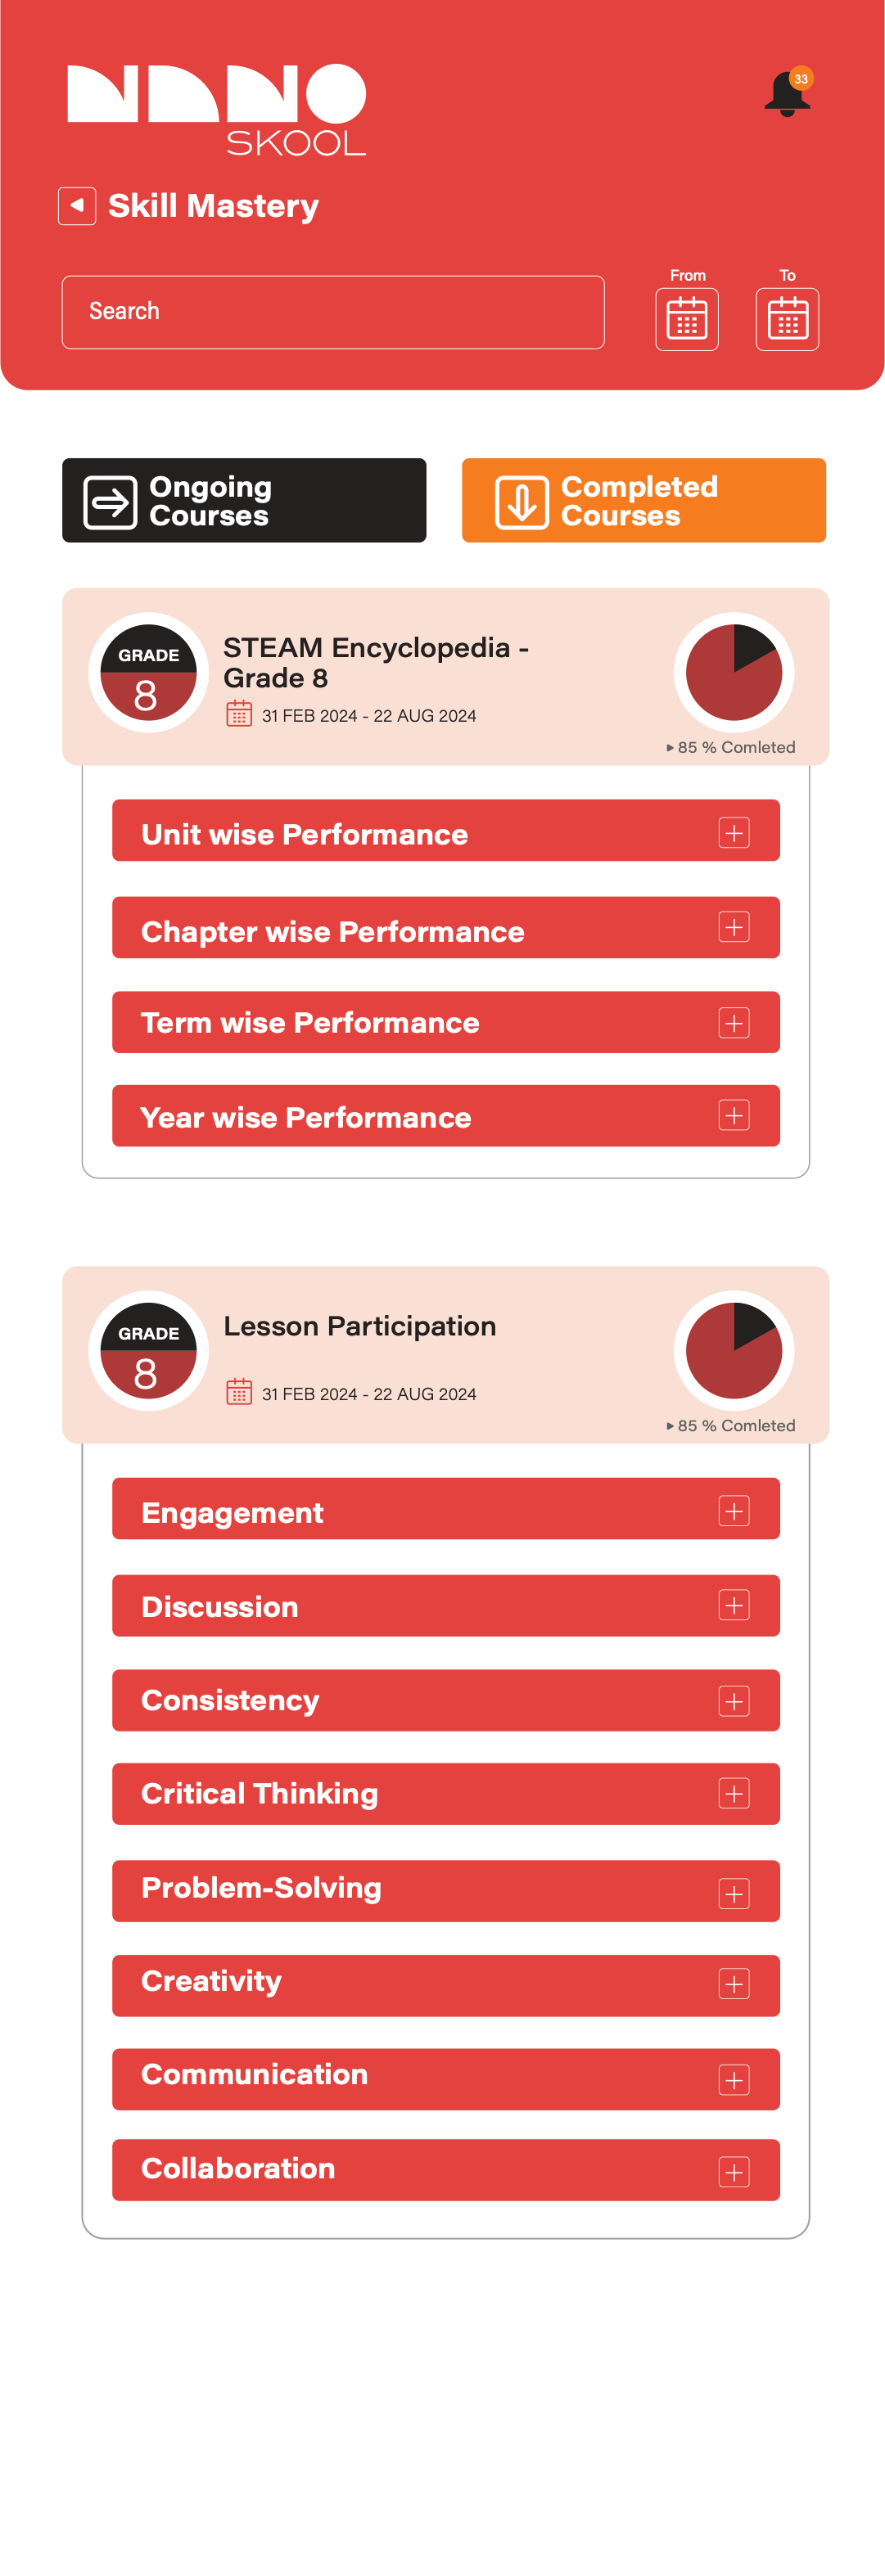 NANO
SKOOL
33
Skill Mastery
Search
From
To
Ongoing
Courses
Completed
Courses
GRADE
8
STEAM Encyclopedia -
Grade 8
31 FEB 2024 - 22 AUG 2024
85 % Comleted
Unit wise Performance
Chapter wise Performance
Term wise Performance
Year wise Performance
GRADE
8
Lesson Participation
31 FEB 2024 - 22 AUG 2024
85 % Comleted
Engagement
Discussion
Consistency
Critical Thinking
Problem-Solving
Creativity
Communication
Collaboration